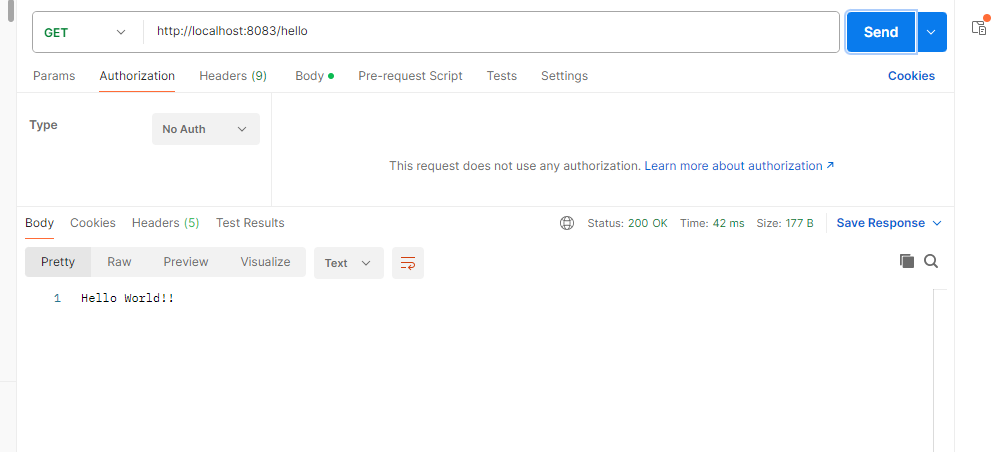 GET http://localhost:8083/hello Send
Params Authorization Headers (9) Body Pre-request Script Tests Settings Cookies
Type No Auth
This request does not use any authorization. Learn more about authorization ↗
Body Cookies Headers (5) Test Results Status: 200 OK Time: 42 ms Size: 177 B Save Response
Pretty Raw Preview Visualize Text
1 Hello World!!